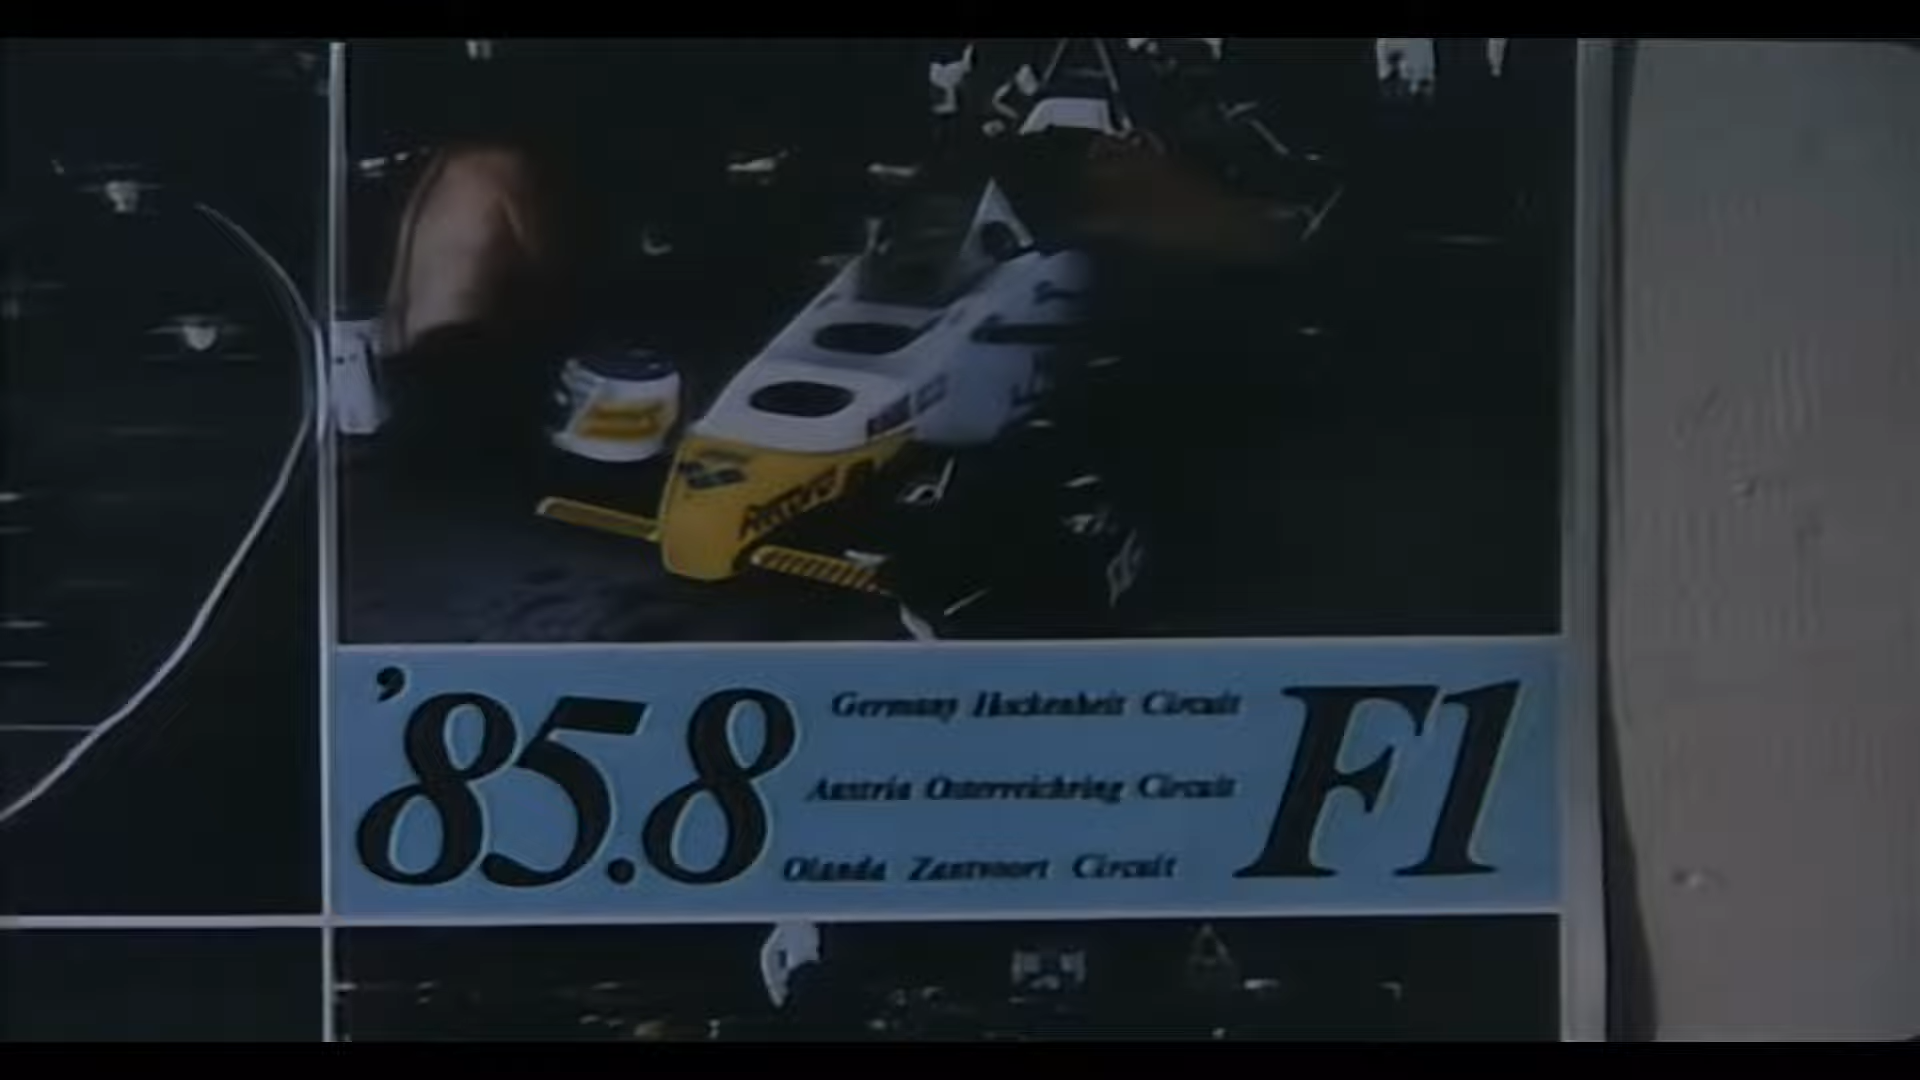 '85.8
Germany Hockenheit Circuit
Austria Osterreichring Circuit
Olanda Zantvoort Circuit
F1